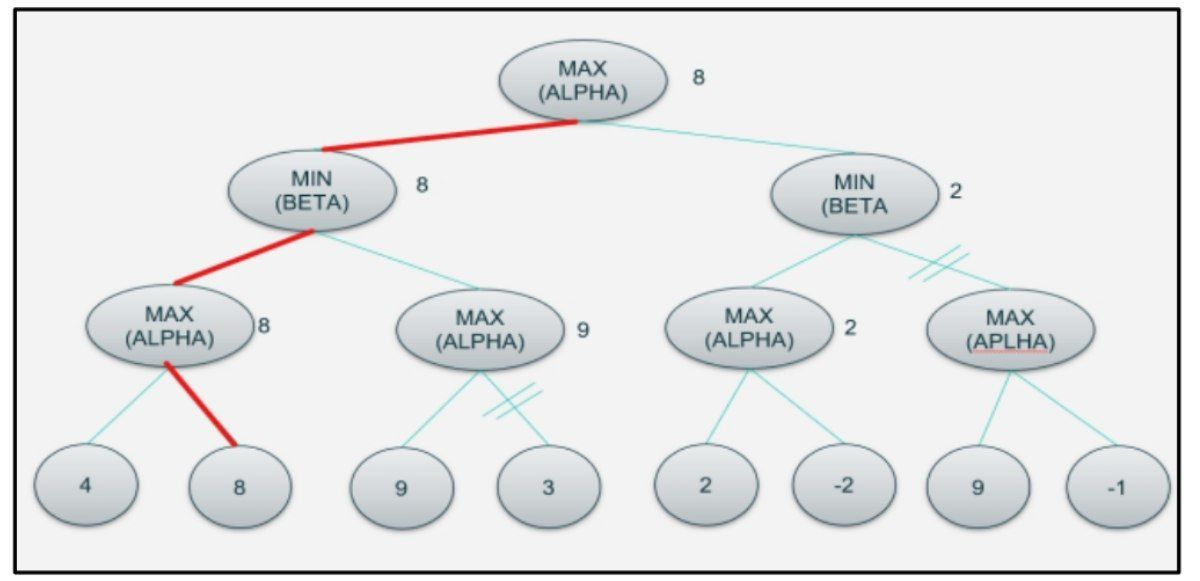 MAX
(ALPHA)
8
MIN
(BETA)
8
MIN
(BETA
2
MAX
(ALPHA)
8
MAX
(ALPHA)
9
MAX
(ALPHA)
2
MAX
(APLHA)
4
8
9
3
2
-2
9
-1